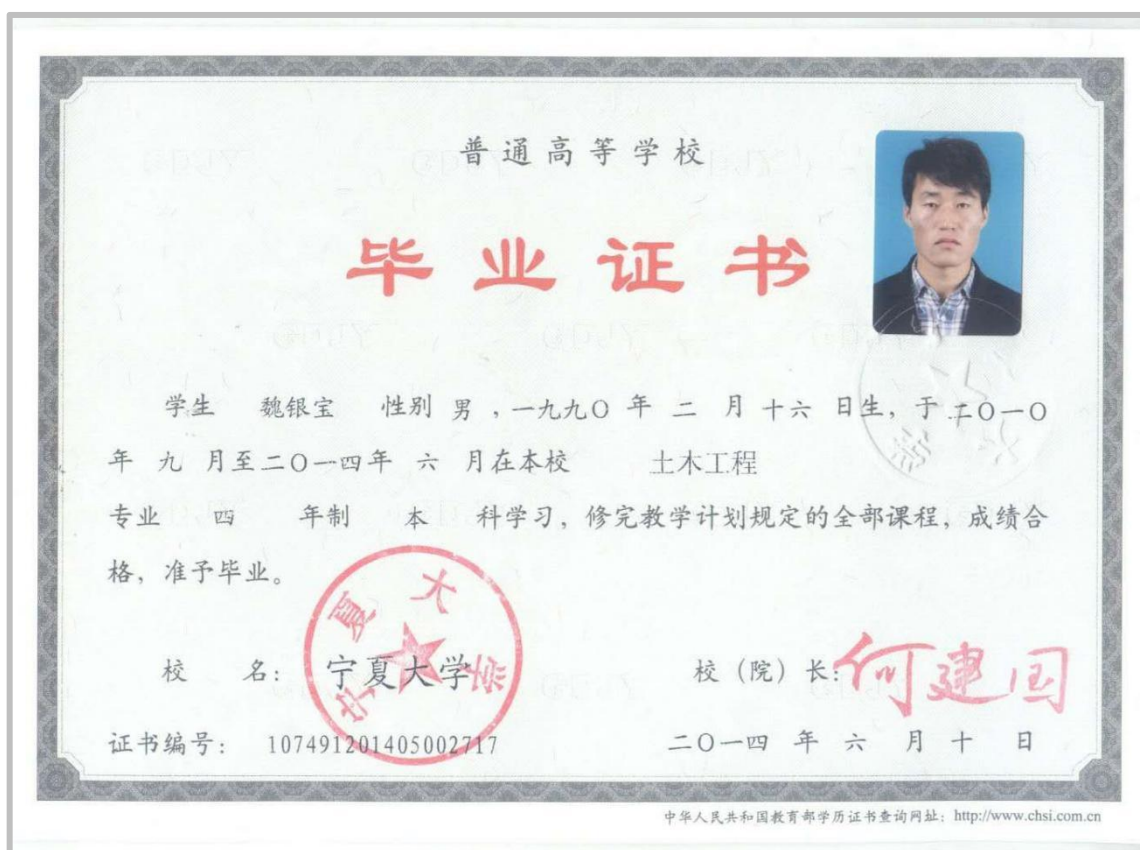 普通高等学校
毕业证书
学生 魏银宝 性别 男 ,一九九〇 年 二 月 十六 日生, 于二〇一〇
年 九 月至二〇一四年 六 月在本校 土木工程
专业 四 年制 本 科学习, 修完教学计划规定的全部课程, 成绩合
格, 准予毕业。
宁夏大学
校 名: 宁夏大学 校 (院) 长: 何建国
证书编号: 107491201405002717 二〇一四 年 六 月 十 日
中华人民共和国教育部学历证书查询网址: http://www.chsi.com.cn